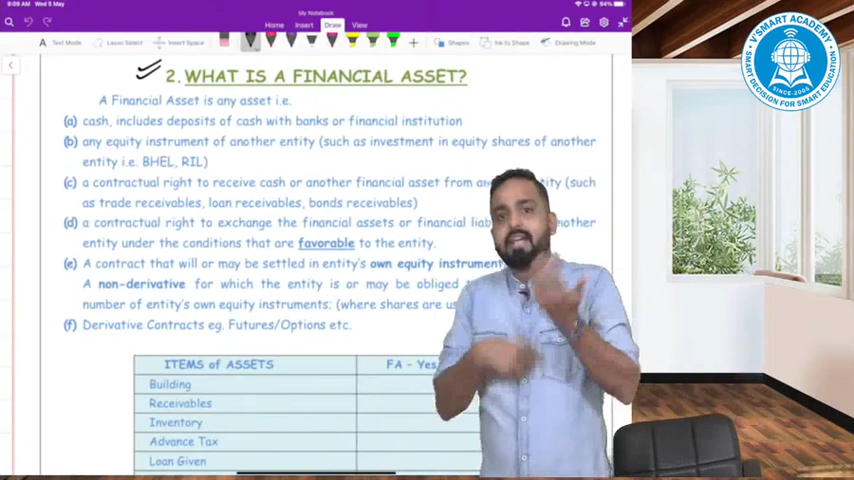 8:09 AM Wed 5 May
My Notebook
94%
Home Insert Draw View
Text Mode Lasso Select Insert Space Shapes Ink to Shape Drawing Mode
2. WHAT IS A FINANCIAL ASSET?
A Financial Asset is any asset i.e.
(a) cash, includes deposits of cash with banks or financial institution
(b) any equity instrument of another entity (such as investment in equity shares of another
entity i.e. BHEL, RIL)
(c) a contractual right to receive cash or another financial asset from (such
as trade receivables, loan receivables, bonds receivables)
(d) a contractual right to exchange the financial assets or financial
entity under the conditions that are favorable to the entity.
(e) A contract that will or may be settled in entity's own equity
A non-derivative for which the entity is or may be obliged
number of entity's own equity instruments; (where shares are
(f) Derivative Contracts eg. Futures/Options etc.
ITEMS of ASSETS FA - Yes
Building
Receivables
Inventory
Advance Tax
Loan Given
V'SMART ACADEMY
SINCE-2005
SMART DECISION FOR SMART EDUCATION